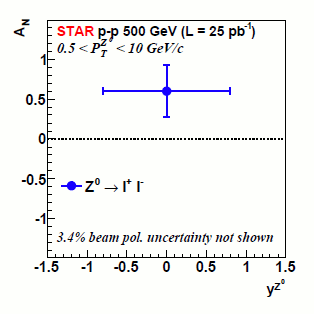 A_N
STAR p-p 500 GeV (L = 25 pb⁻¹)
0.5 < P_T^{Z⁰} < 10 GeV/c
1
0.5
0
-0.5
Z⁰ → l⁺ l⁻
-1
3.4% beam pol. uncertainty not shown
-1.5
-1.5 -1 -0.5 0 0.5 1 1.5
y^{Z⁰}